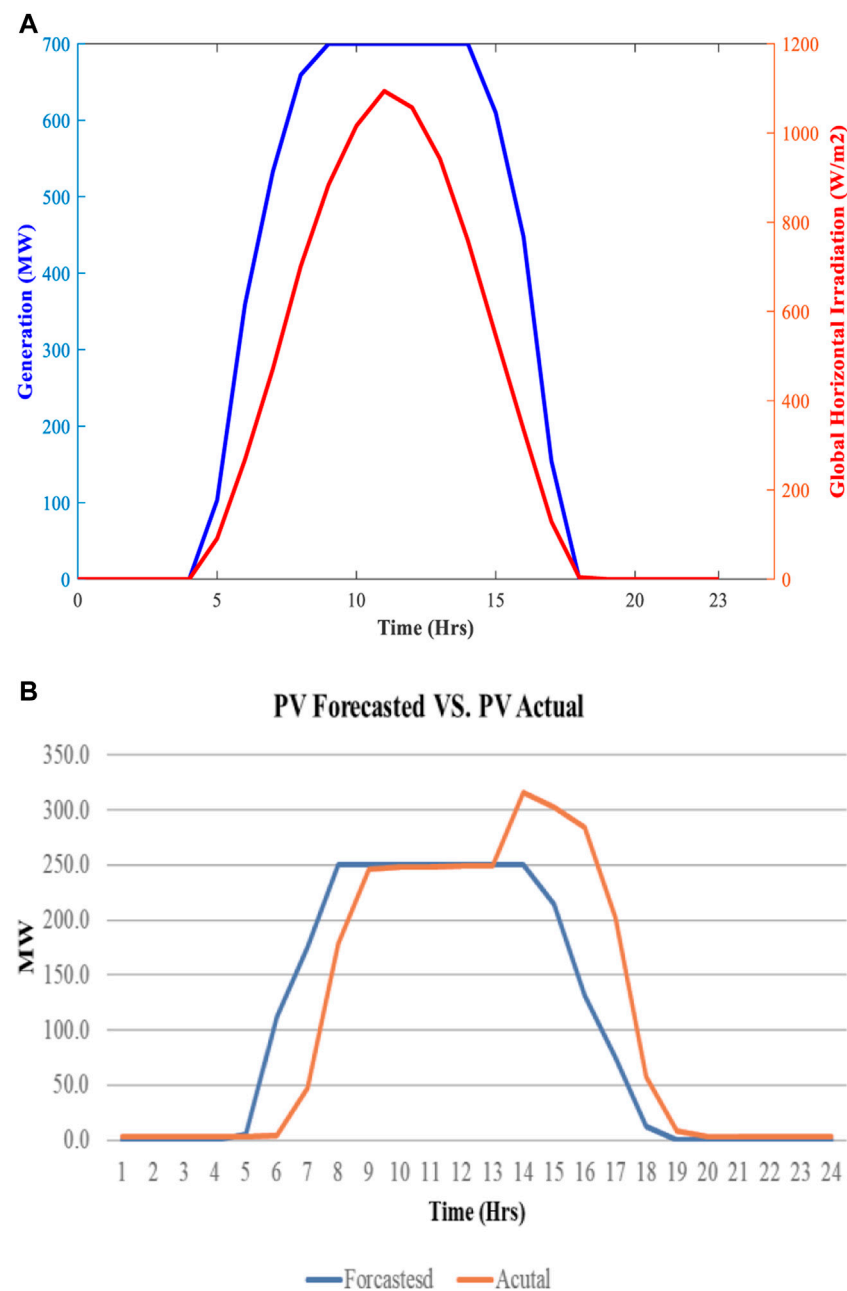 A
700
600
500
400
300
200
100
0
Generation (MW)
1200
1000
800
600
400
200
0
Global Horizontal Irradiation (W/m2)
0 5 10 15 20 23
Time (Hrs)
B
PV Forecasted VS. PV Actual
350.0
300.0
250.0
200.0
150.0
100.0
50.0
0.0
MW
1 2 3 4 5 6 7 8 9 10 11 12 13 14 15 16 17 18 19 20 21 22 23 24
Time (Hrs)
Forcastesd Acutal